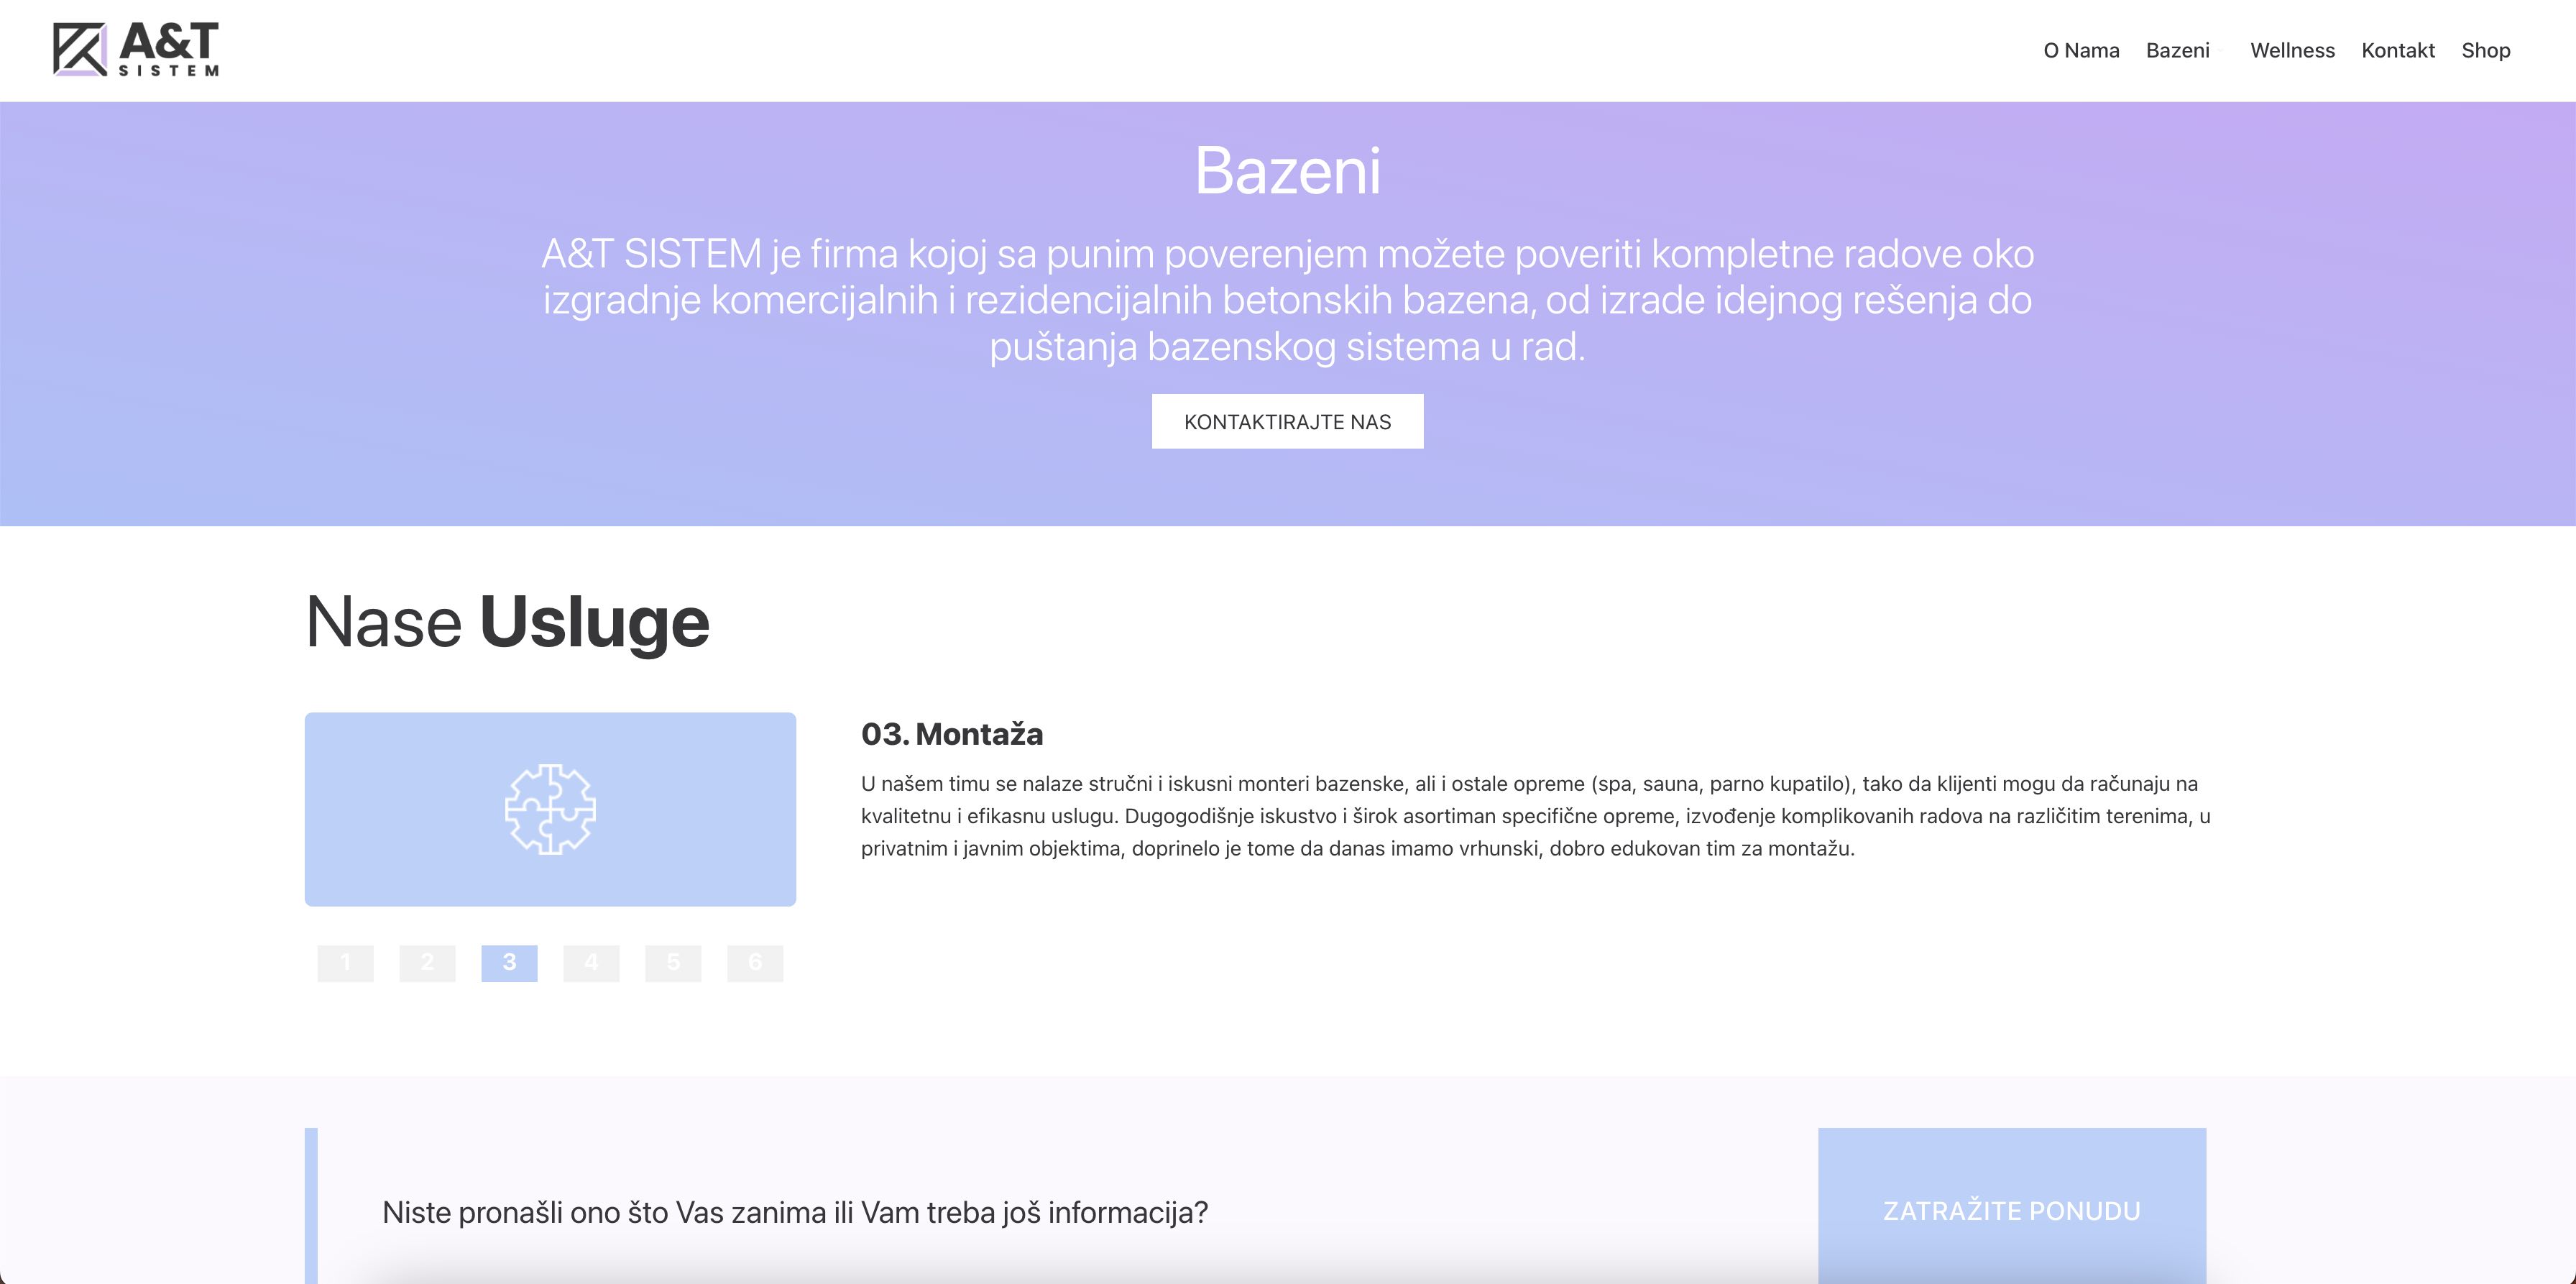 A&T
SISTEM
O Nama
Bazeni
Wellness
Kontakt
Shop
Bazeni
A&T SISTEM je firma kojoj sa punim poverenjem možete poveriti kompletne radove oko
izgradnje komercijalnih i rezidencijalnih betonskih bazena, od izrade idejnog rešenja do
puštanja bazenskog sistema u rad.
KONTAKTIRAJTE NAS
Nase Usluge
03. Montaža
U našem timu se nalaze stručni i iskusni monteri bazenske, ali i ostale opreme (spa, sauna, parno kupatilo), tako da klijenti mogu da računaju na
kvalitetnu i efikasnu uslugu. Dugogodišnje iskustvo i širok asortiman specifične opreme, izvođenje komplikovanih radova na različitim terenima, u
privatnim i javnim objektima, doprinelo je tome da danas imamo vrhunski, dobro edukovan tim za montažu.
1 2 3 4 5 6
Niste pronašli ono što Vas zanima ili Vam treba još informacija?
ZATRAŽITE PONUDU